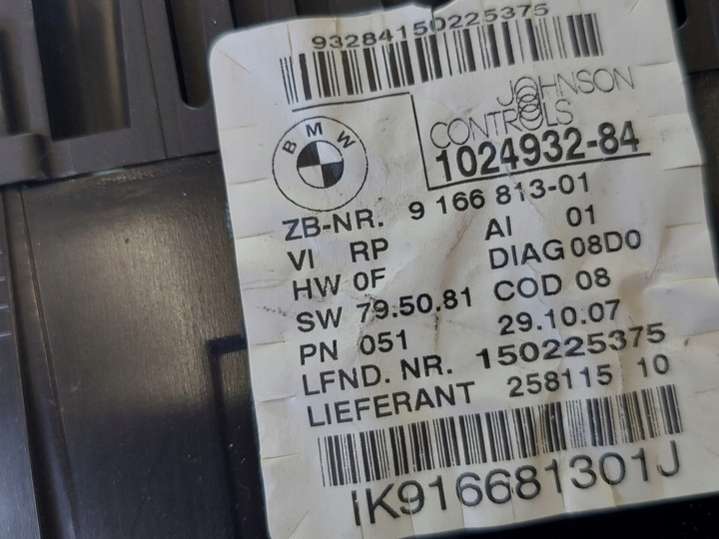 93284150225375
BMW
JOHNSON
CONTROLS
1024932-84
ZB-NR. 9 166 813-01
VI RP AI 01
HW 0F DIAG 08D0
SW 79.50.81 COD 08
PN 051 29.10.07
LFND. NR. 150225375
LIEFERANT 258115 10
iK916681301J